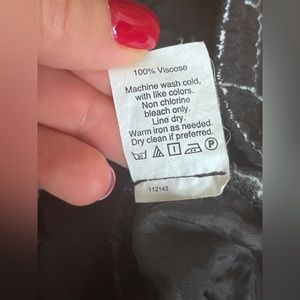 100% Viscose
Machine wash cold,
with like colors.
Non chlorine
bleach only.
Line dry.
Warm iron as needed.
Dry clean if preferred.
P
112143